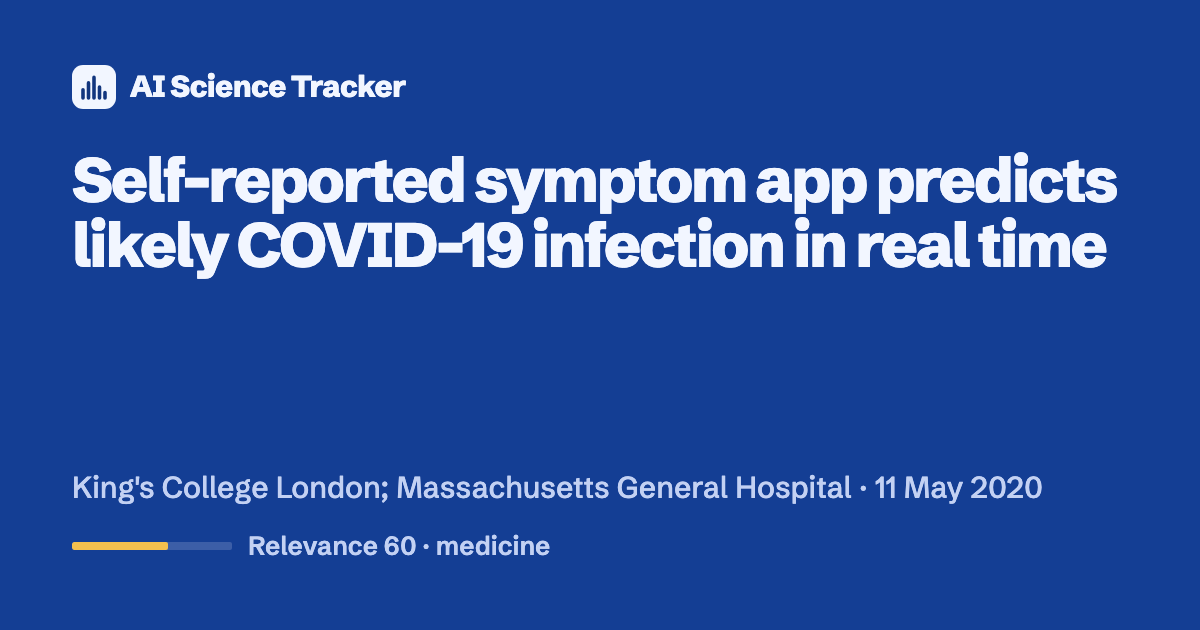 AI Science Tracker
Self-reported symptom app predicts
likely COVID-19 infection in real time
King's College London; Massachusetts General Hospital · 11 May 2020
Relevance 60 · medicine